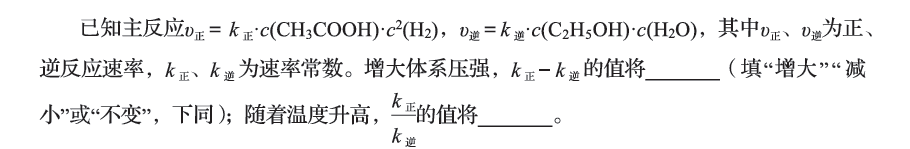 已知主反应v正 = k正·c(CH₃COOH)·c²(H₂)，v逆 = k逆·c(C₂H₅OH)·c(H₂O)，其中v正、v逆为正、
逆反应速率，k正、k逆为速率常数。增大体系压强，k正－k逆的值将________（填“增大”“减
小”或“不变”，下同）；随着温度升高，k正/k逆的值将________。